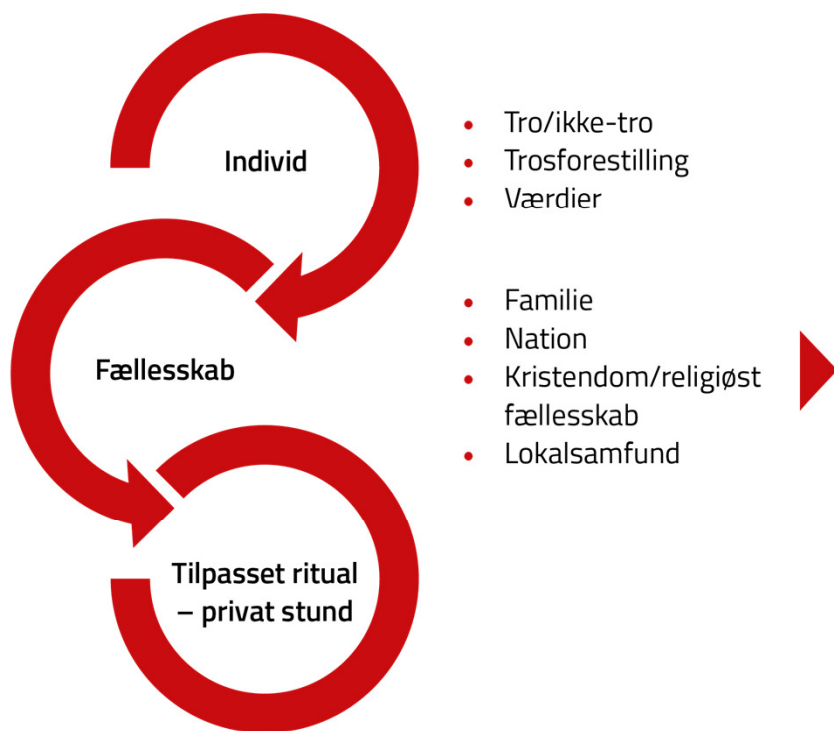 Individ
• Tro/ikke-tro
• Trosforestilling
• Værdier
Fællesskab
• Familie
• Nation
• Kristendom/religiøst
fællesskab
• Lokalsamfund
Tilpasset ritual
– privat stund